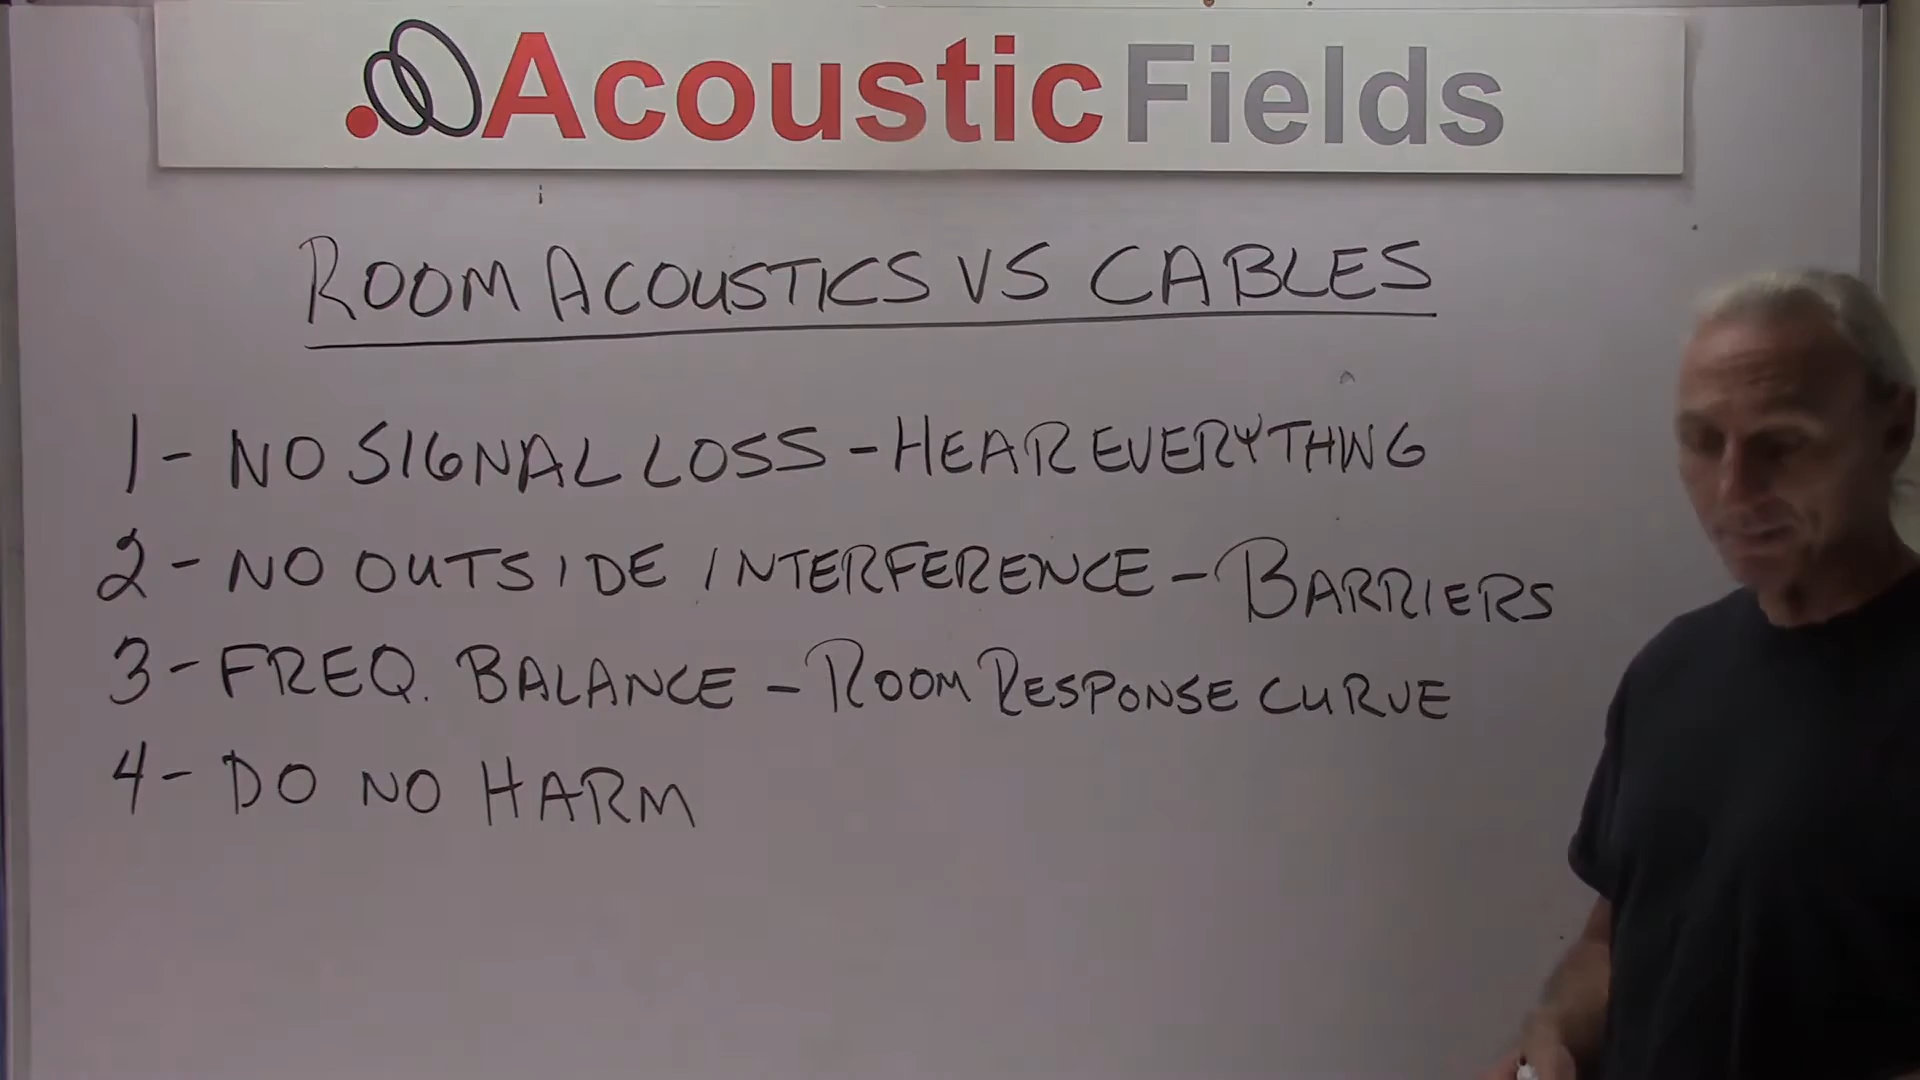 AcousticFields
ROOM ACOUSTICS VS CABLES
1- NO SIGNAL LOSS - HEAR EVERYTHING
2- NO OUTSIDE INTERFERENCE - BARRIERS
3- FREQ. BALANCE - ROOM RESPONSE CURVE
4- DO NO HARM